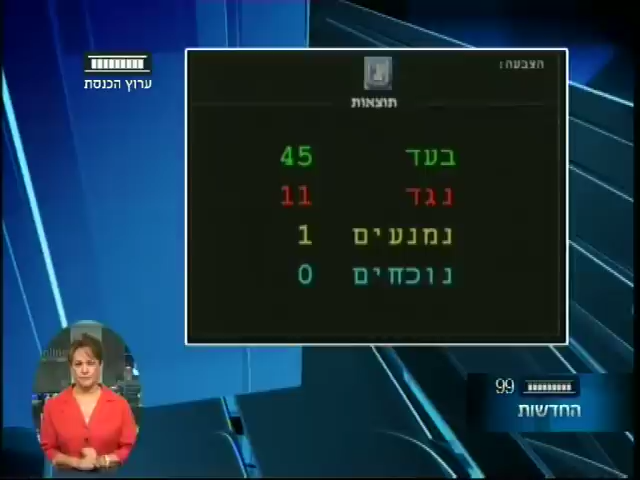 ערוץ הכנסת
הצבעה:
תוצאות
בעד 45
נגד 11
נמנעים 1
נוכחים 0
99
החדשות